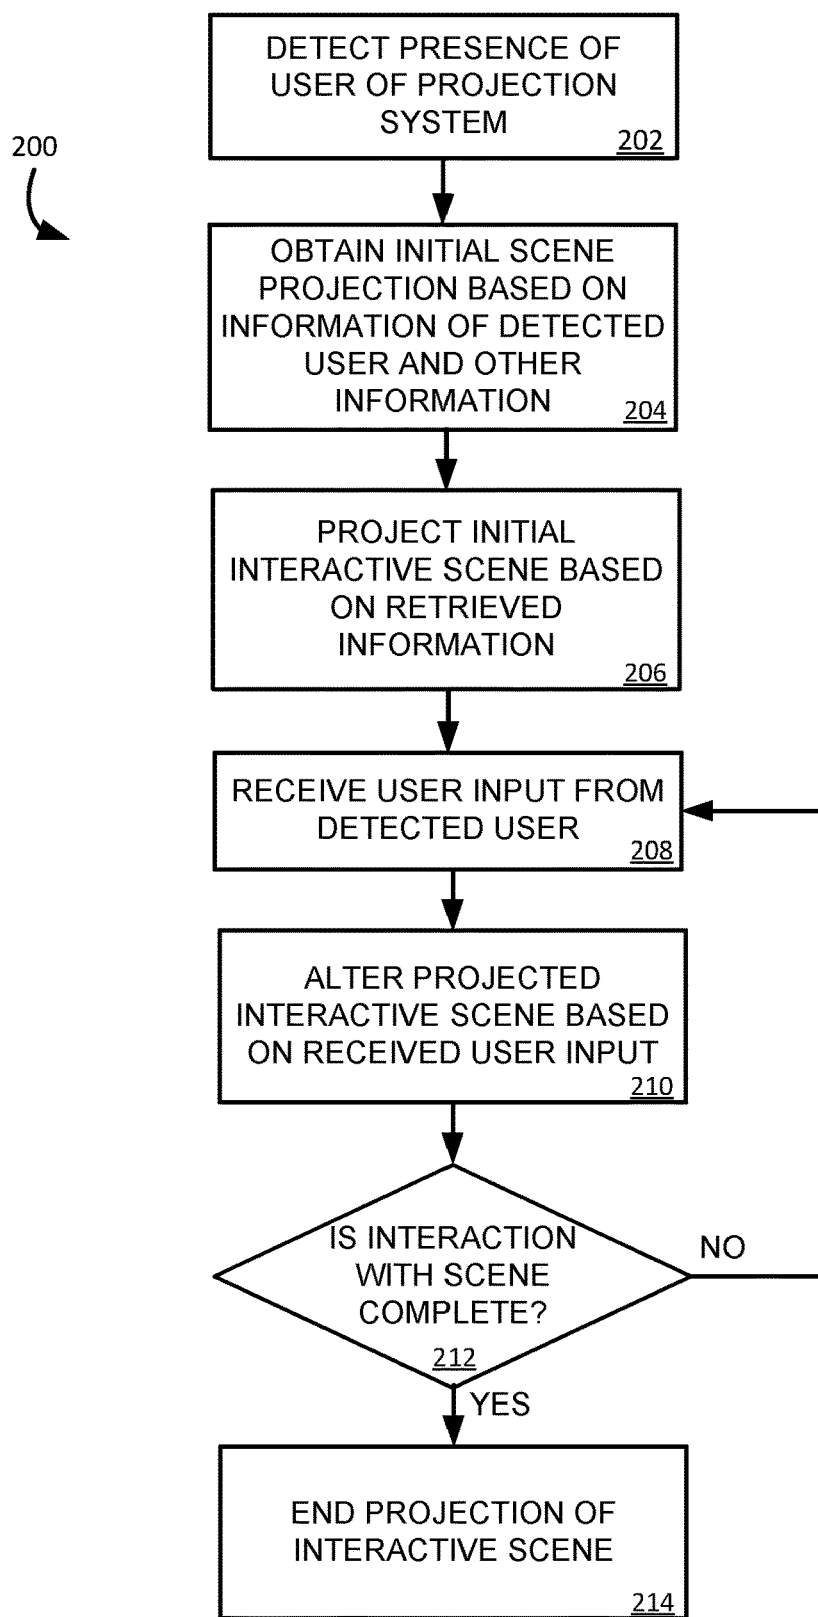 DETECT PRESENCE OF
USER OF PROJECTION
SYSTEM
202
200
OBTAIN INITIAL SCENE
PROJECTION BASED ON
INFORMATION OF DETECTED
USER AND OTHER
INFORMATION
204
PROJECT INITIAL
INTERACTIVE SCENE BASED
ON RETRIEVED
INFORMATION
206
RECEIVE USER INPUT FROM
DETECTED USER
208
ALTER PROJECTED
INTERACTIVE SCENE BASED
ON RECEIVED USER INPUT
210
IS INTERACTION
WITH SCENE
COMPLETE?
212
NO
YES
END PROJECTION OF
INTERACTIVE SCENE
214